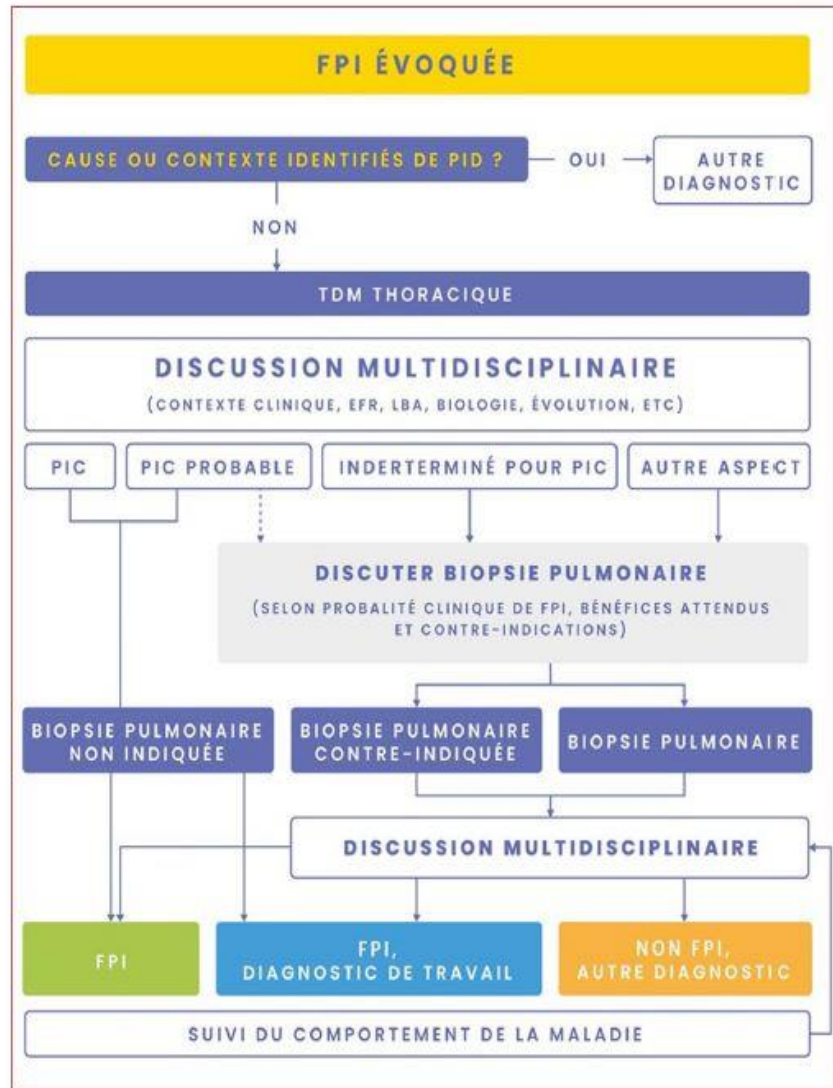 FPI ÉVOQUÉE
CAUSE OU CONTEXTE IDENTIFIÉS DE PID ?
OUI
AUTRE
DIAGNOSTIC
NON
TDM THORACIQUE
DISCUSSION MULTIDISCIPLINAIRE
(CONTEXTE CLINIQUE, EFR, LBA, BIOLOGIE, ÉVOLUTION, ETC)
PIC
PIC PROBABLE
INDERTERMINÉ POUR PIC
AUTRE ASPECT
DISCUTER BIOPSIE PULMONAIRE
(SELON PROBALITÉ CLINIQUE DE FPI, BÉNÉFICES ATTENDUS
ET CONTRE-INDICATIONS)
BIOPSIE PULMONAIRE
NON INDIQUÉE
BIOPSIE PULMONAIRE
CONTRE-INDIQUÉE
BIOPSIE PULMONAIRE
DISCUSSION MULTIDISCIPLINAIRE
FPI
FPI,
DIAGNOSTIC DE TRAVAIL
NON FPI,
AUTRE DIAGNOSTIC
SUIVI DU COMPORTEMENT DE LA MALADIE